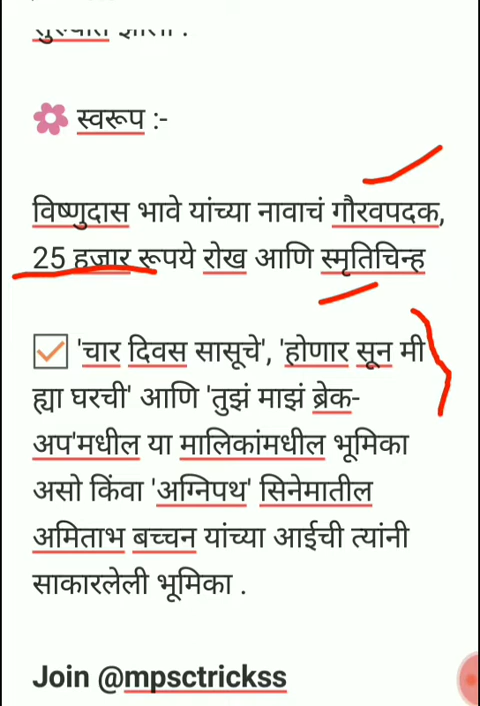 स्वरूप :-
विष्णुदास भावे यांच्या नावाचं गौरवपदक,
25 हजार रूपये रोख आणि स्मृतिचिन्ह
'चार दिवस सासूचे', 'होणार सून मी
ह्या घरची' आणि 'तुझं माझं ब्रेक-
अप'मधील या मालिकांमधील भूमिका
असो किंवा 'अग्निपथ' सिनेमातील
अमिताभ बच्चन यांच्या आईची त्यांनी
साकारलेली भूमिका .
Join @mpsctrickss